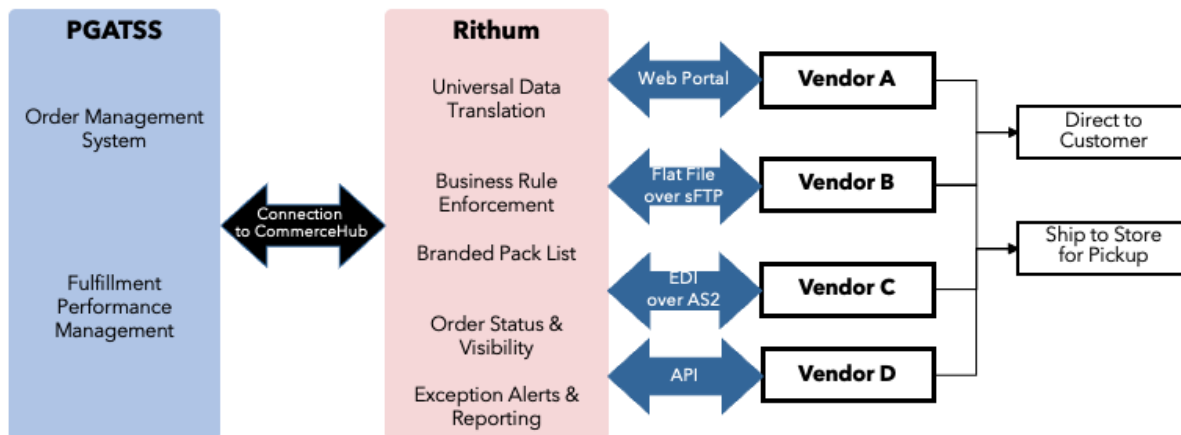 PGATSS
Order Management
System
Fulfillment
Performance
Management
Connection
to CommerceHub
Rithum
Universal Data
Translation
Business Rule
Enforcement
Branded Pack List
Order Status &
Visibility
Exception Alerts &
Reporting
Web Portal
Flat File
over sFTP
EDI
over AS2
API
Vendor A
Vendor B
Vendor C
Vendor D
Direct to
Customer
Ship to Store
for Pickup